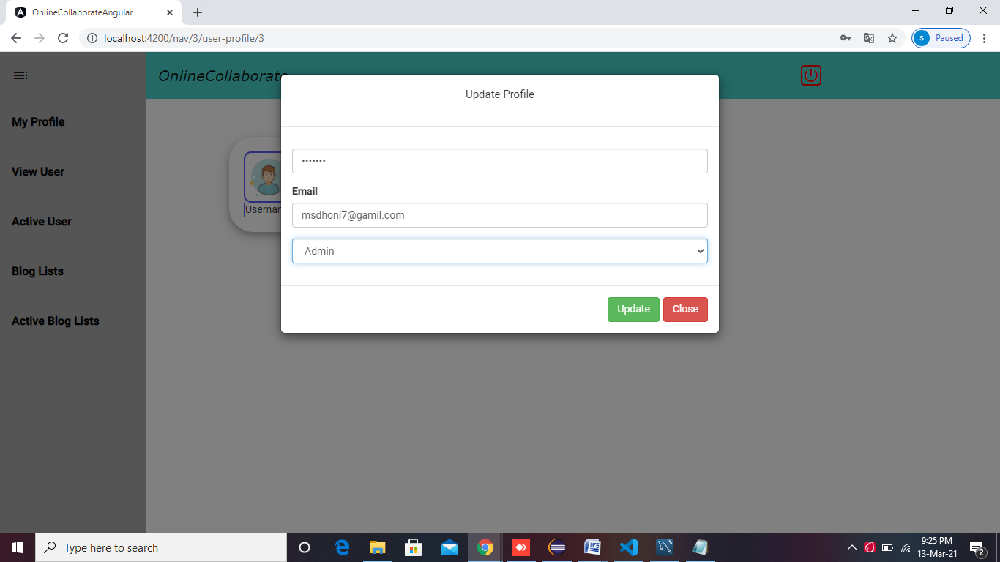 OnlineCollaborateAngular
localhost:4200/nav/3/user-profile/3
s Paused
OnlineCollaborate
Update Profile
My Profile
•••••••
View User
Email
Usernam
msdhoni7@gamil.com
Active User
Admin
Blog Lists
Update Close
Active Blog Lists
Type here to search
9:25 PM
13-Mar-21
2